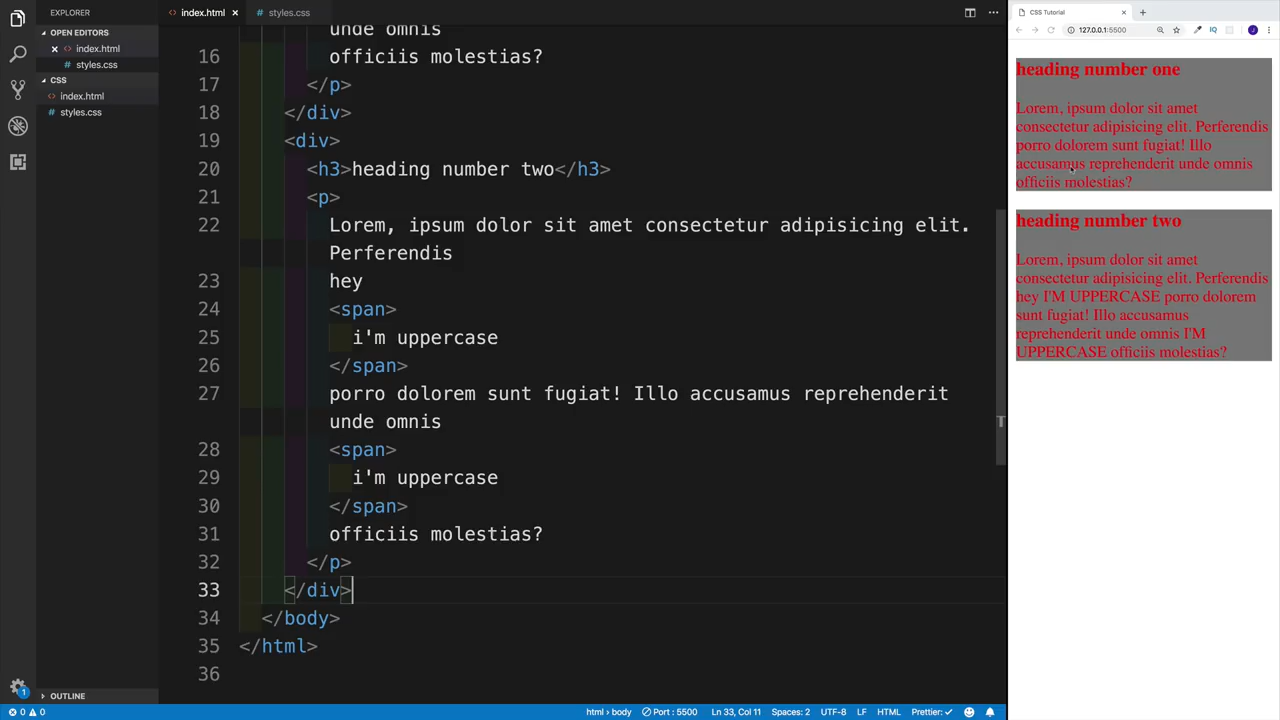 EXPLORER
OPEN EDITORS
index.html
styles.css
CSS
index.html
styles.css
OUTLINE
index.html
styles.css
unde omnis
16 officiis molestias?
17 </p>
18 </div>
19 <div>
20 <h3>heading number two</h3>
21 <p>
22 Lorem, ipsum dolor sit amet consectetur adipisicing elit.
Perferendis
23 hey
24 <span>
25 i'm uppercase
26 </span>
27 porro dolorem sunt fugiat! Illo accusamus reprehenderit
unde omnis
28 <span>
29 i'm uppercase
30 </span>
31 officiis molestias?
32 </p>
33 </div>
34 </body>
35 </html>
36
1
0 0 html › body Port : 5500 Ln 33, Col 11 Spaces: 2 UTF-8 LF HTML Prettier: ✓
CSS Tutorial
127.0.0.1:5500 IQ J
heading number one
Lorem, ipsum dolor sit amet
consectetur adipisicing elit. Perferendis
porro dolorem sunt fugiat! Illo
accusamus reprehenderit unde omnis
officiis molestias?
heading number two
Lorem, ipsum dolor sit amet
consectetur adipisicing elit. Perferendis
hey I'M UPPERCASE porro dolorem
sunt fugiat! Illo accusamus
reprehenderit unde omnis I'M
UPPERCASE officiis molestias?